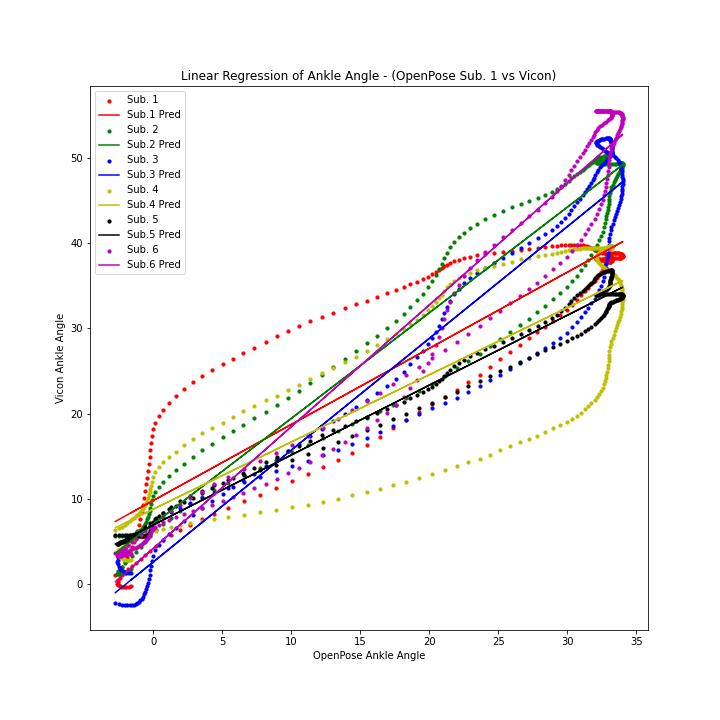 Linear Regression of Ankle Angle - (OpenPose Sub. 1 vs Vicon)
Sub. 1
Sub.1 Pred
Sub. 2
Sub.2 Pred
Sub. 3
Sub.3 Pred
Sub. 4
Sub.4 Pred
Sub. 5
Sub.5 Pred
Sub. 6
Sub.6 Pred
Vicon Ankle Angle
50
40
30
20
10
0
0 5 10 15 20 25 30 35
OpenPose Ankle Angle